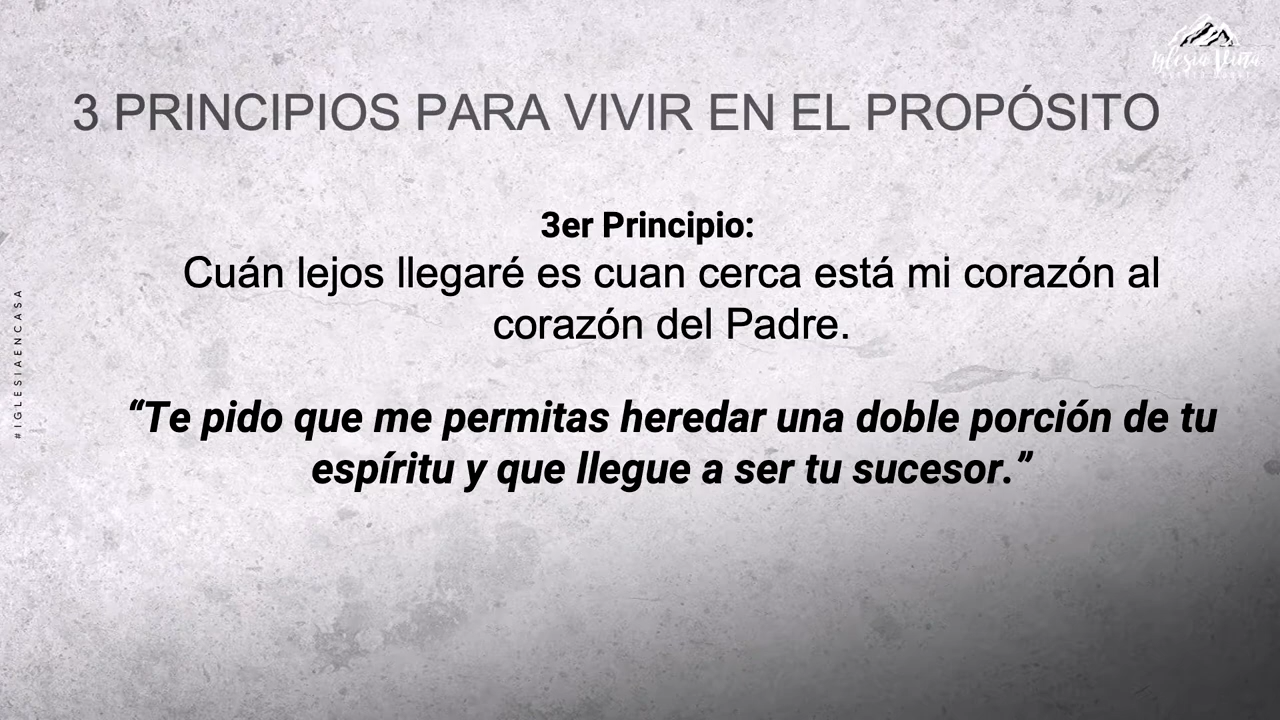 3 PRINCIPIOS PARA VIVIR EN EL PROPÓSITO
3er Principio:
Cuán lejos llegaré es cuan cerca está mi corazón al
corazón del Padre.
“Te pido que me permitas heredar una doble porción de tu
espíritu y que llegue a ser tu sucesor.”
#IGLESIAENCASA
Iglesia